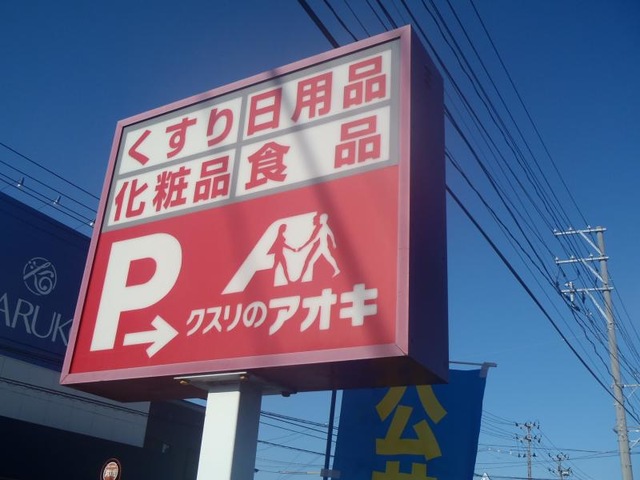 くすり 日用品
化粧品 食品
P→
クスリのアオキ
ARUK
公